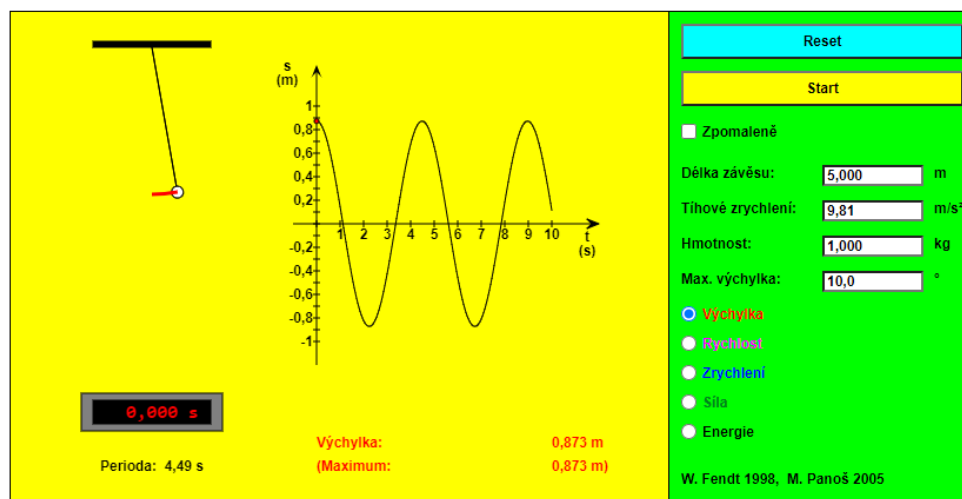 s
(m)
1
0,8
0,6
0,4
0,2
1 2 3 4 5 6 7 8 9 10
t
(s)
-0,2
-0,4
-0,6
-0,8
-1
0,000 s
Perioda: 4,49 s
Výchylka: 0,873 m
(Maximum: 0,873 m)
Reset
Start
Zpomaleně
Délka závěsu: 5,000 m
Tíhové zrychlení: 9,81 m/s²
Hmotnost: 1,000 kg
Max. výchylka: 10,0 °
Výchylka
Rychlost
Zrychlení
Síla
Energie
W. Fendt 1998, M. Panoš 2005